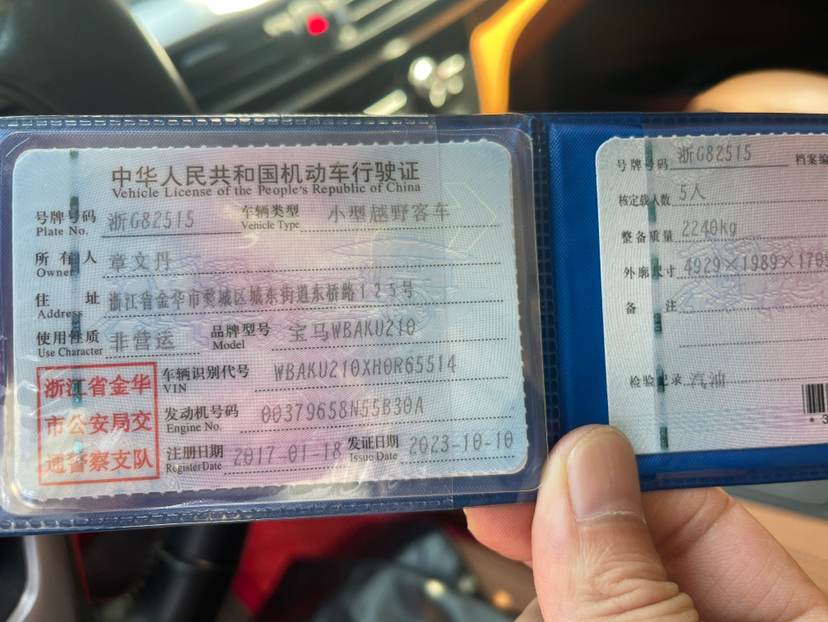 中华人民共和国机动车行驶证
Vehicle License of the People's Republic of China
号牌号码 浙G82515 车辆类型 小型越野客车
Plate No. Vehicle Type
所有人 章文丹
Owner
住址 浙江省金华市婺城区城东街道东桥路125号
Address
使用性质 非营运 品牌型号 宝马WBAKU210
Use Character Model
浙江省金华
市公安局交
通警察支队
车辆识别代号 WBAKU210XH0R65514
VIN
发动机号码 00379658N55B30A
Engine No.
注册日期 2017-01-18 发证日期 2023-10-10
Register Date Issue Date
号牌号码 浙G82515 档案编
核定载人数 5人
整备质量 2240kg
外廓尺寸 4929×1989×170
备注
检验记录 汽油